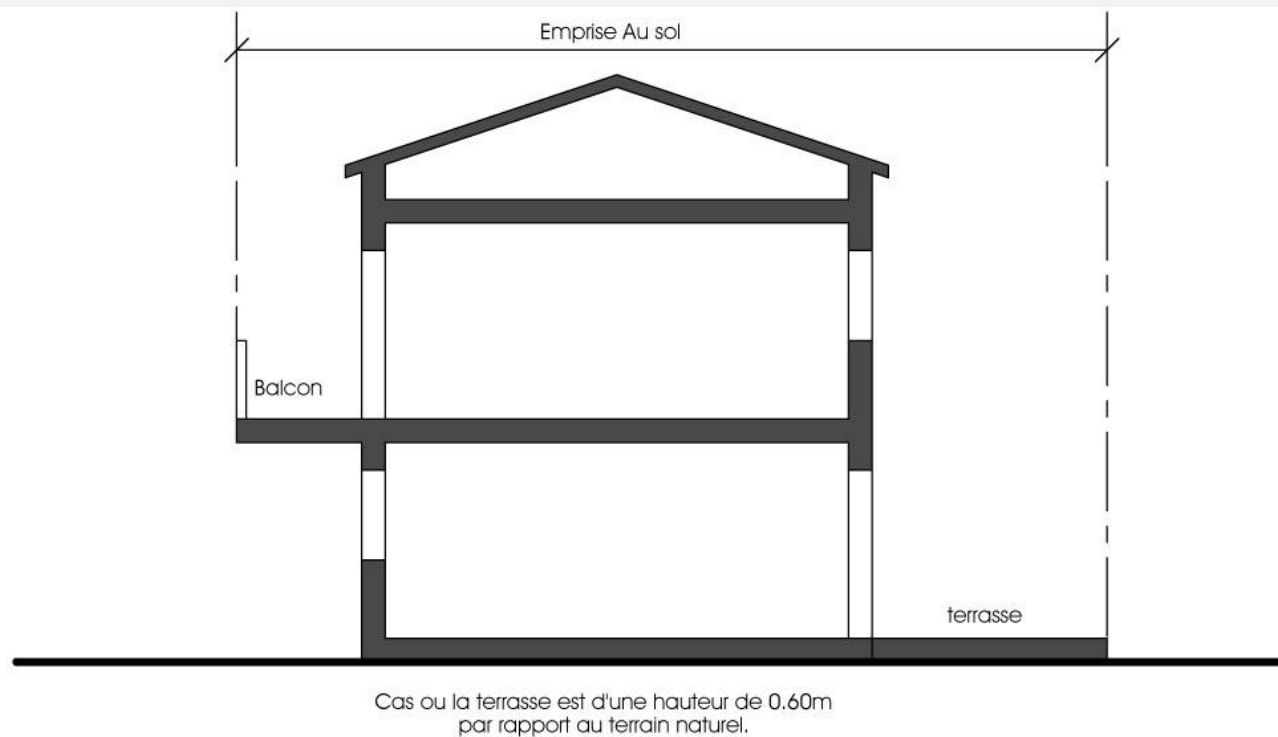 Emprise Au sol
Balcon
terrasse
Cas ou la terrasse est d'une hauteur de 0.60m
par rapport au terrain naturel.